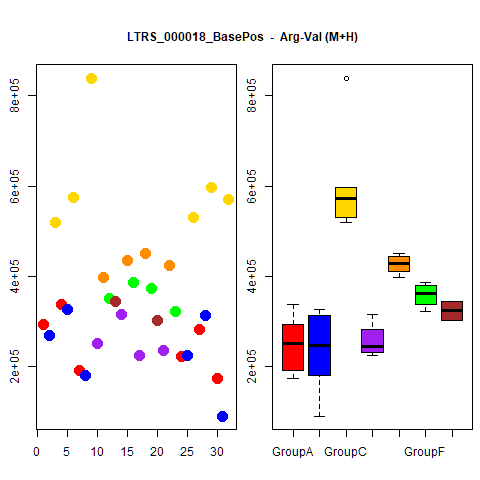 LTRS_000018_BasePos - Arg-Val (M+H)
8e+05
6e+05
4e+05
2e+05
0 5 10 15 20 25 30
8e+05
6e+05
4e+05
2e+05
GroupA GroupC GroupF